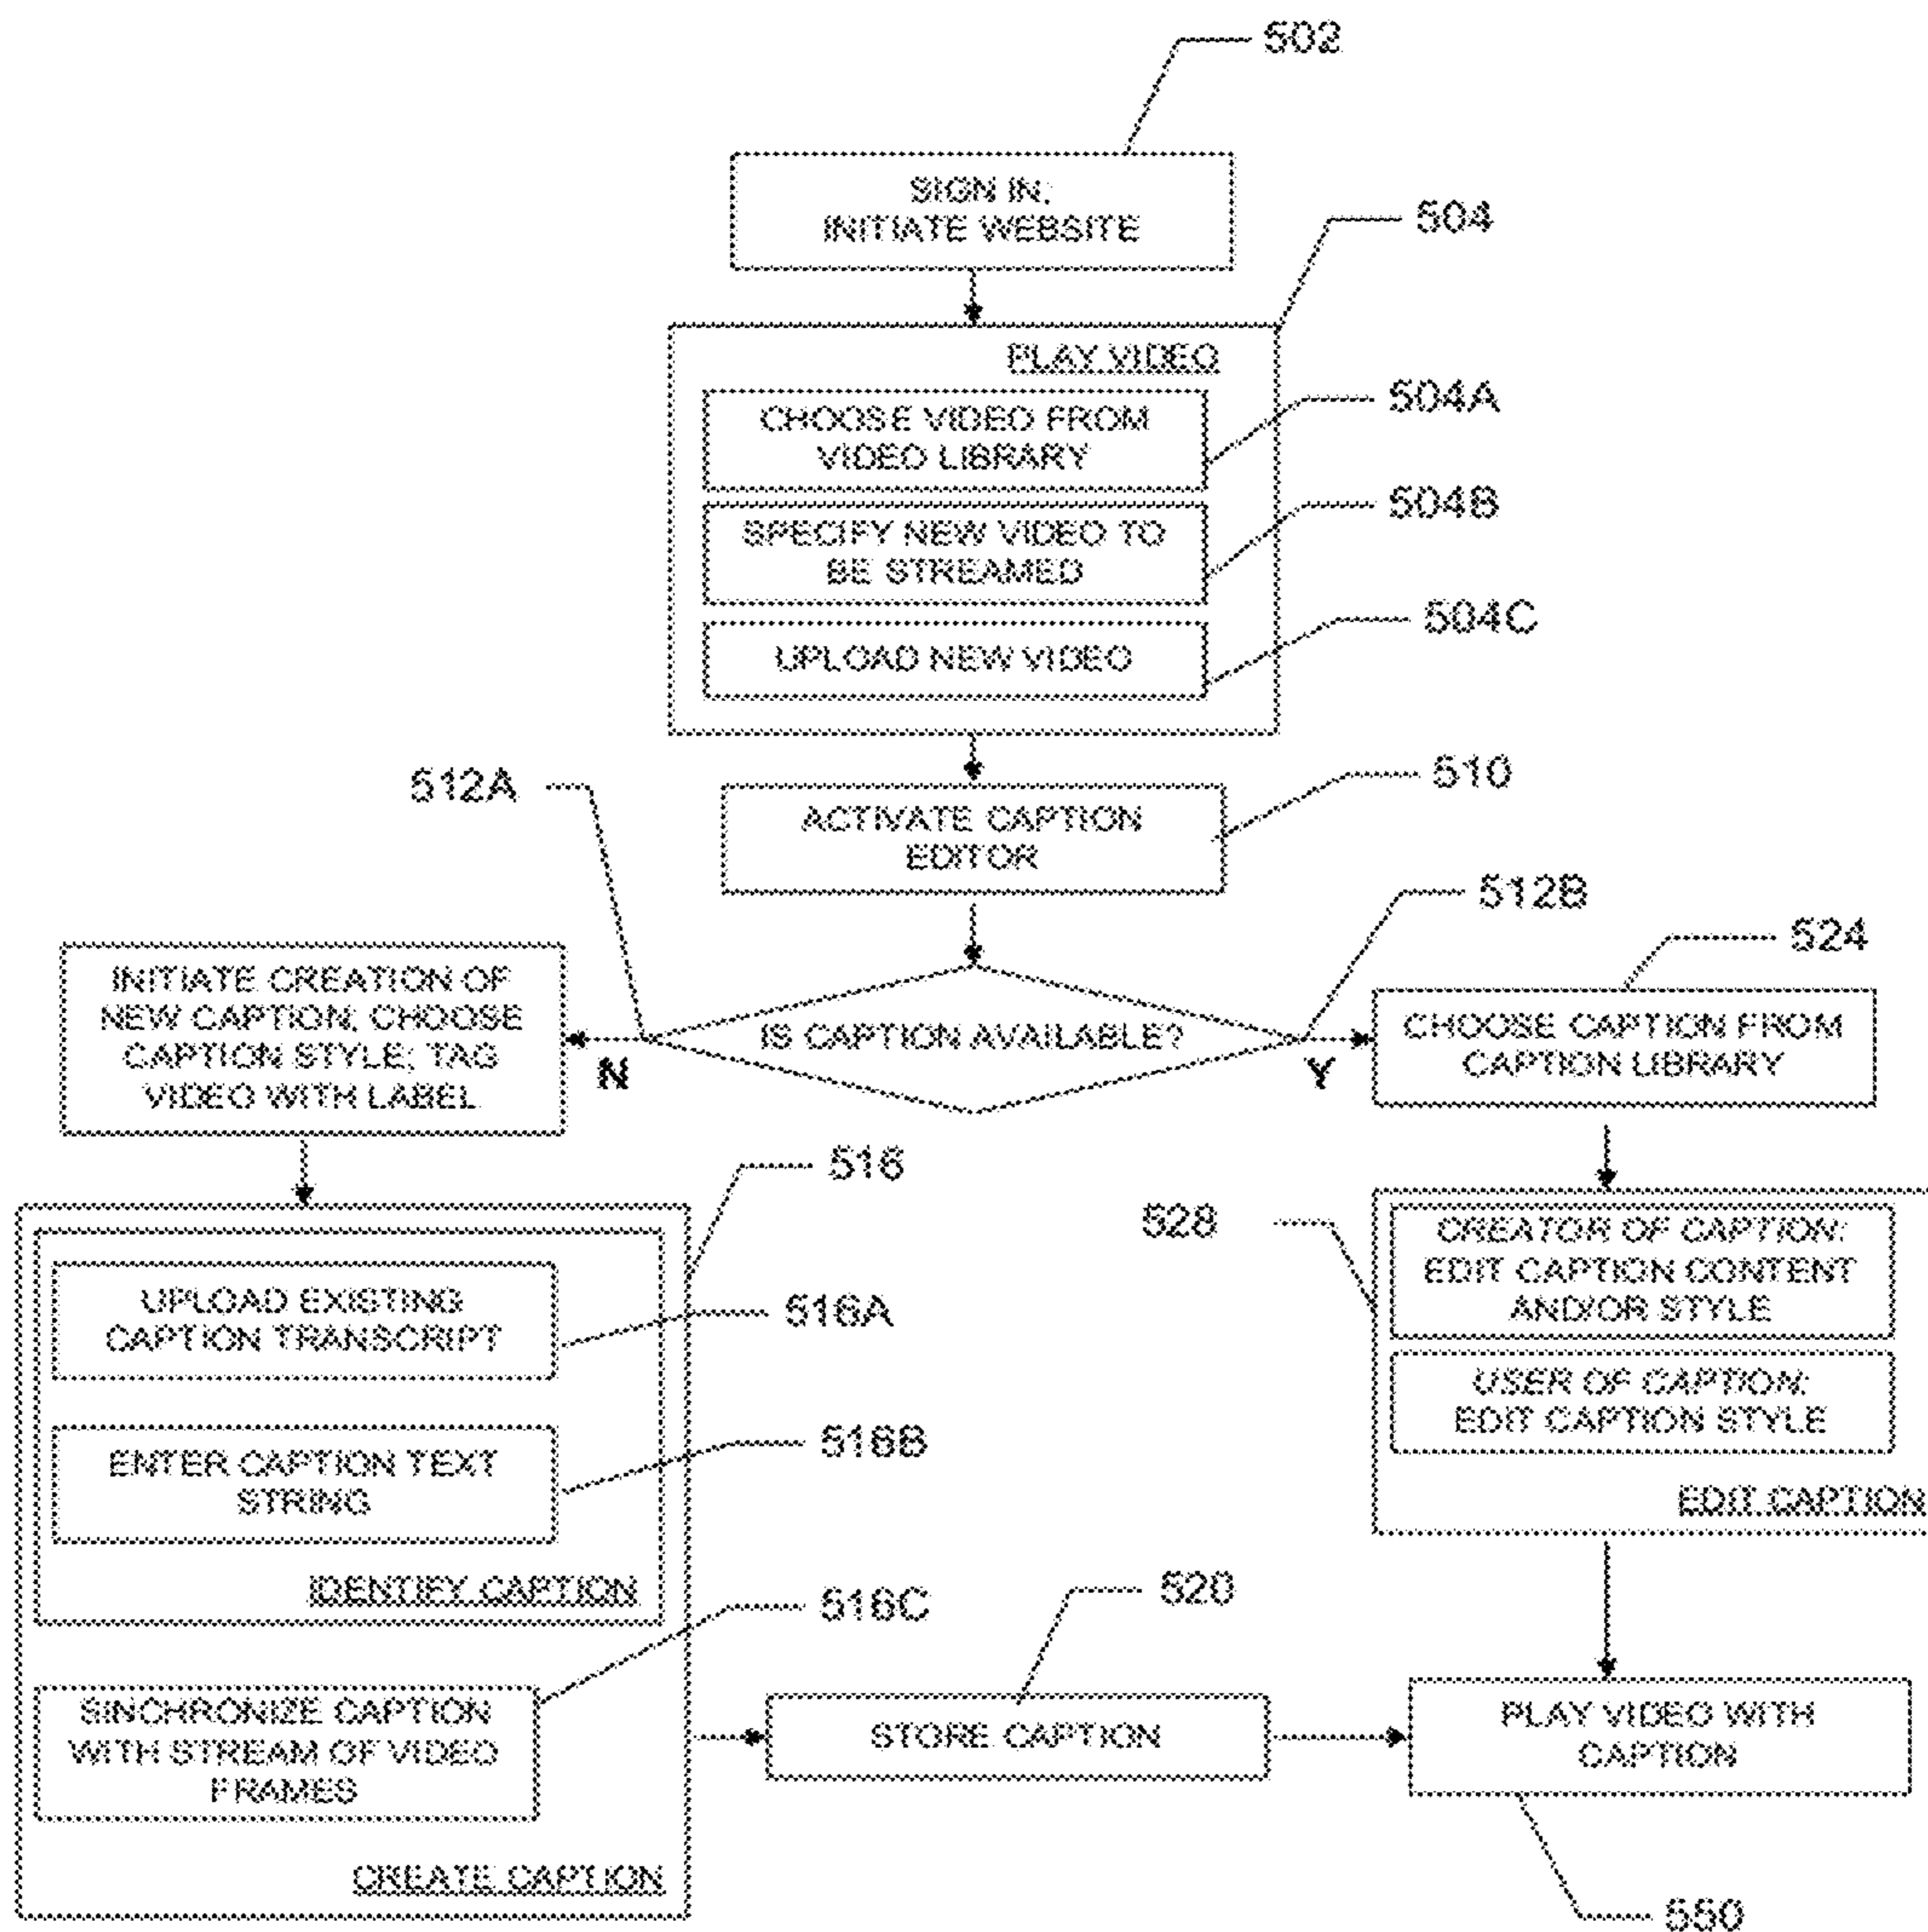 502
SIGN IN;
INITIATE WEBSITE
504
PLAY VIDEO
CHOOSE VIDEO FROM
VIDEO LIBRARY
504A
SPECIFY NEW VIDEO TO
BE STREAMED
504B
UPLOAD NEW VIDEO
504C
512A
ACTIVATE CAPTION
EDITOR
510
512B
524
INITIATE CREATION OF
NEW CAPTION; CHOOSE
CAPTION STYLE; TAG
VIDEO WITH LABEL
N
IS CAPTION AVAILABLE?
Y
CHOOSE CAPTION FROM
CAPTION LIBRARY
516
UPLOAD EXISTING
CAPTION TRANSCRIPT
516A
ENTER CAPTION TEXT
STRING
516B
IDENTIFY CAPTION
516C
SINCHRONIZE CAPTION
WITH STREAM OF VIDEO
FRAMES
CREATE CAPTION
528
CREATOR OF CAPTION:
EDIT CAPTION CONTENT
AND/OR STYLE
USER OF CAPTION:
EDIT CAPTION STYLE
EDIT CAPTION
520
STORE CAPTION
PLAY VIDEO WITH
CAPTION
550